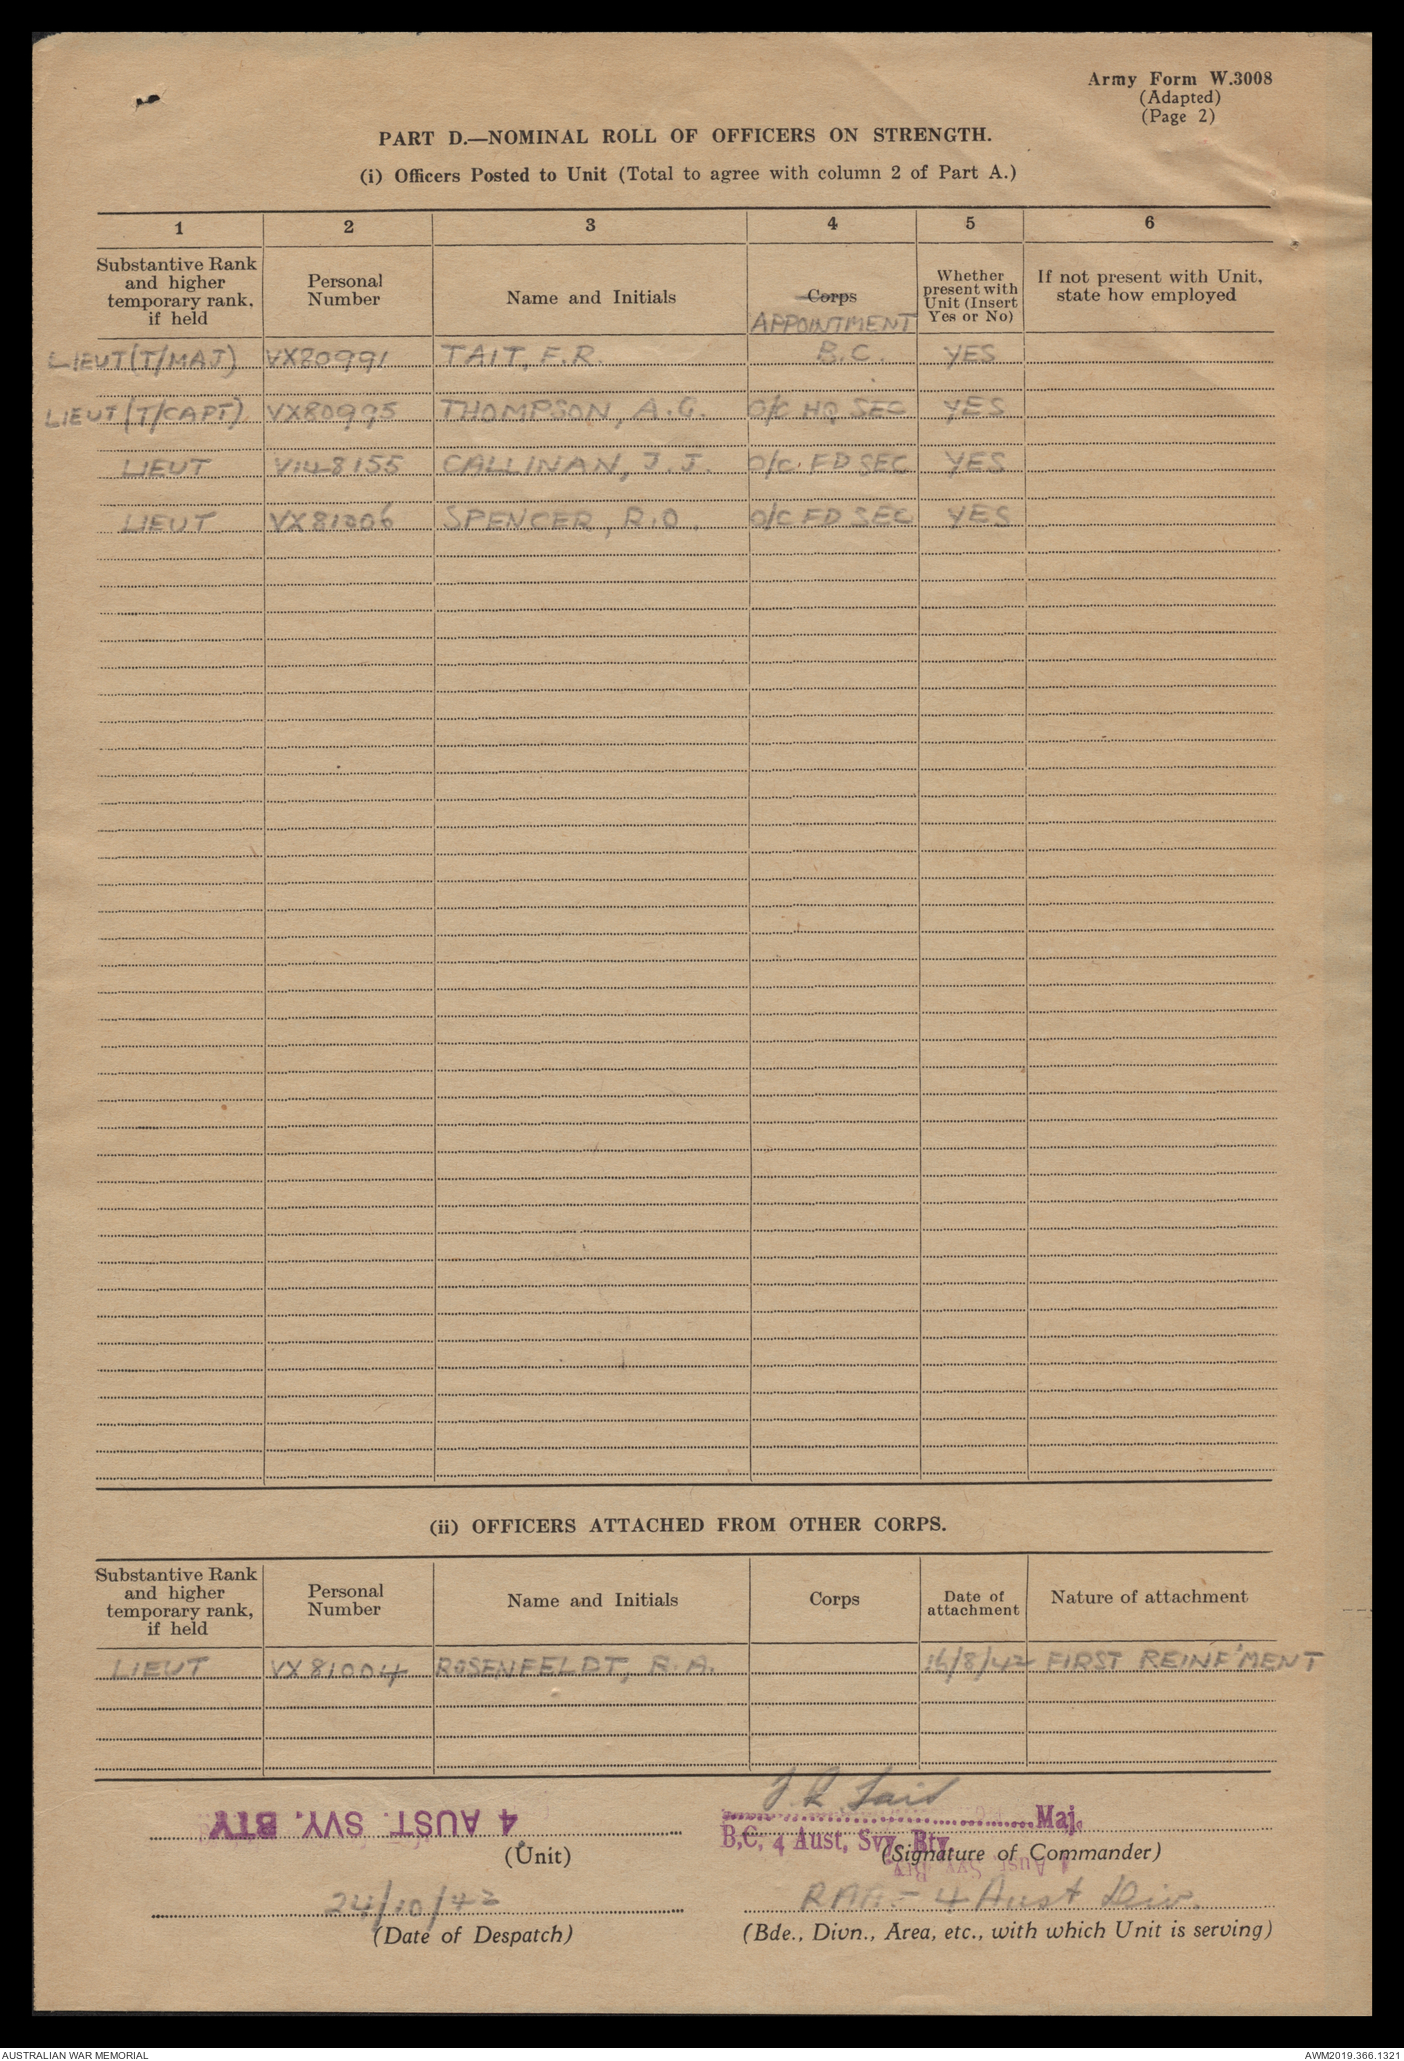 Army Form W.3008
(Adapted)
(Page 2)
PART D.—NOMINAL ROLL OF OFFICERS ON STRENGTH.
(i) Officers Posted to Unit (Total to agree with column 2 of Part A.)
1 2 3 4 5 6
Substantive Rank and higher temporary rank, if held
Personal Number
Name and Initials
Corps
APPOINTMENT
Whether present with Unit (Insert Yes or No)
If not present with Unit, state how employed
LIEUT (T/MAJ) VX80991 TAIT, F.R. B.C. YES
LIEUT (T/CAPT) VX80995 THOMPSON, A.G. O/C HQ SEC YES
LIEUT V148155 CALLINAN, J.J. O/C. FD SEC YES
LIEUT VX81006 SPENCER, R.O. O/C FD SEC YES
(ii) OFFICERS ATTACHED FROM OTHER CORPS.
Substantive Rank and higher temporary rank, if held
Personal Number
Name and Initials
Corps
Date of attachment
Nature of attachment
LIEUT VX81004 ROSENFELDT, R.A. 16/8/42 FIRST REINF'MENT
F R Tait
4 AUST. SVY. BTY
Maj.
B.C. 4 Aust. Svy. Bty.
(Unit)
(Signature of Commander)
4 Aust Svy Bty
24/10/42
RAA - 4 Aust Div.
(Date of Despatch)
(Bde., Divn., Area, etc., with which Unit is serving)
AUSTRALIAN WAR MEMORIAL
AWM2019.366.1321